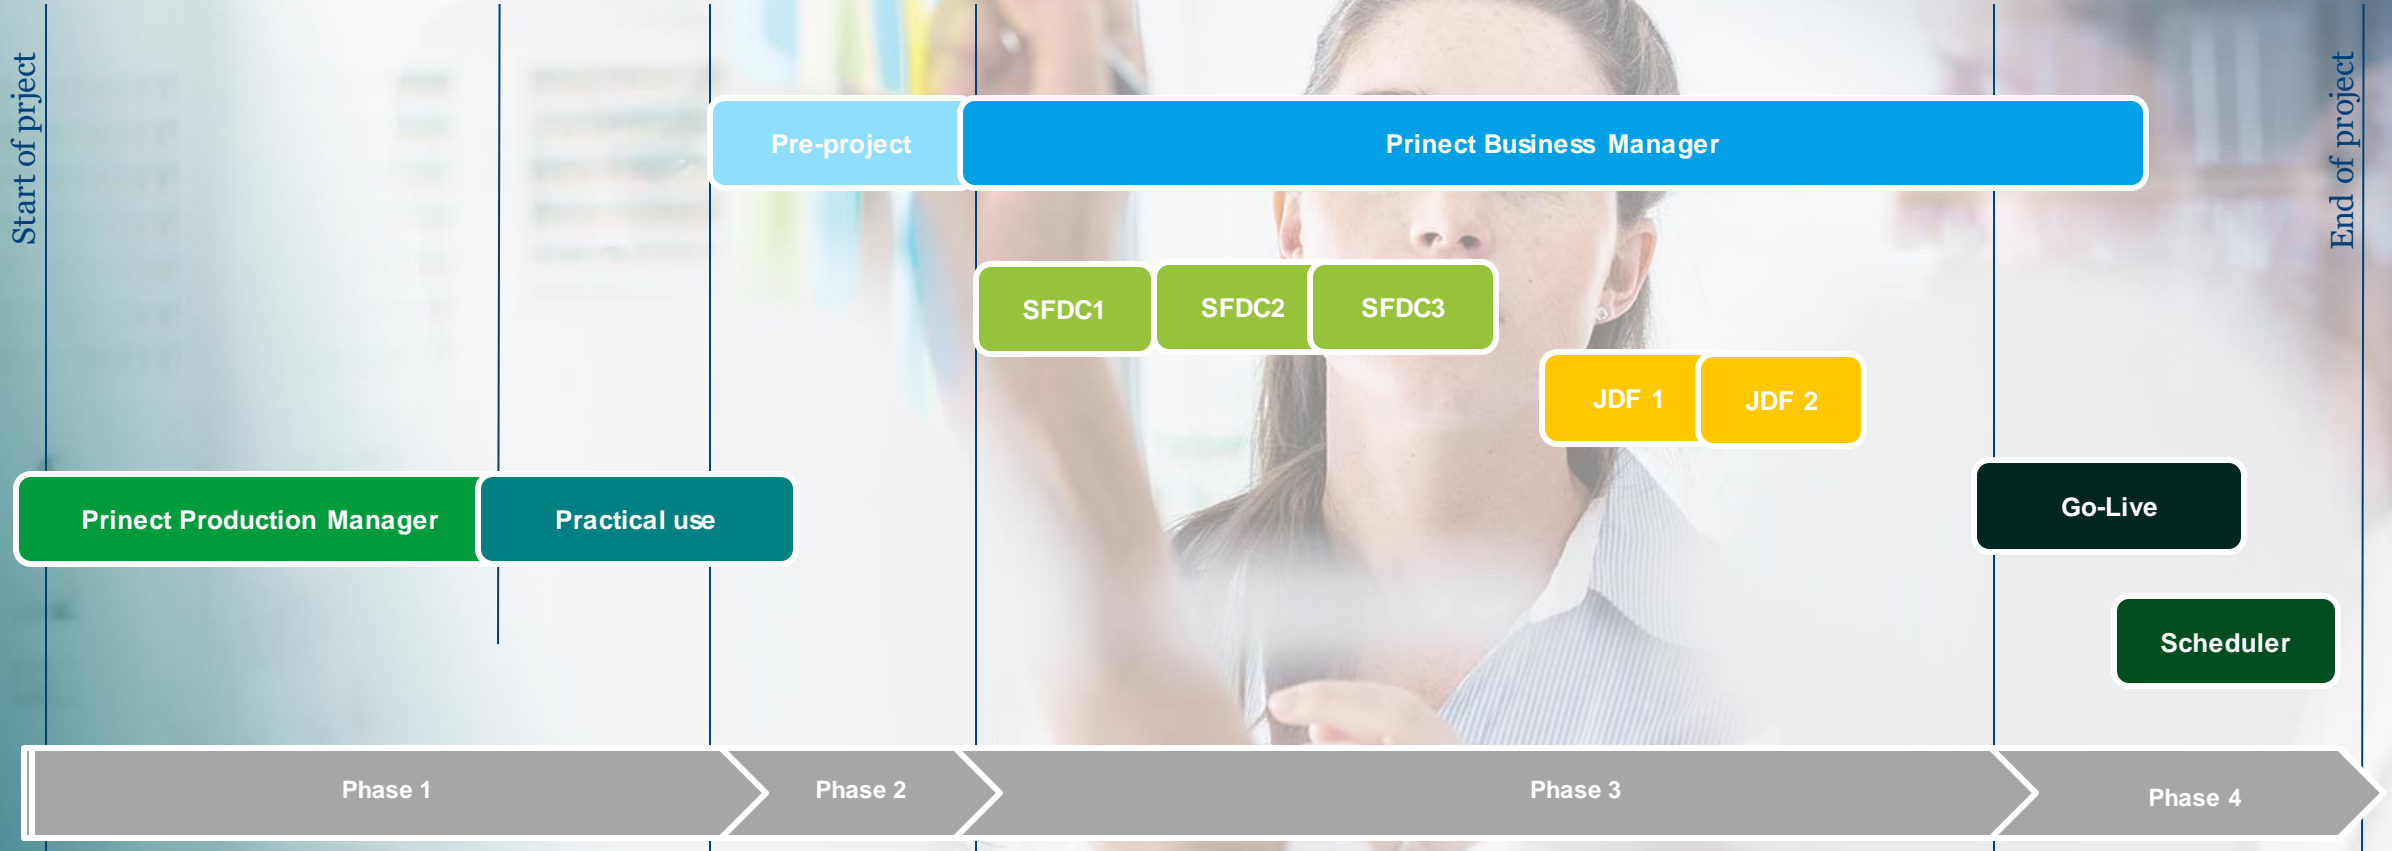 Start of prject
End of project
Pre-project
Prinect Business Manager
SFDC1
SFDC2
SFDC3
JDF 1
JDF 2
Prinect Production Manager
Practical use
Go-Live
Scheduler
Phase 1
Phase 2
Phase 3
Phase 4